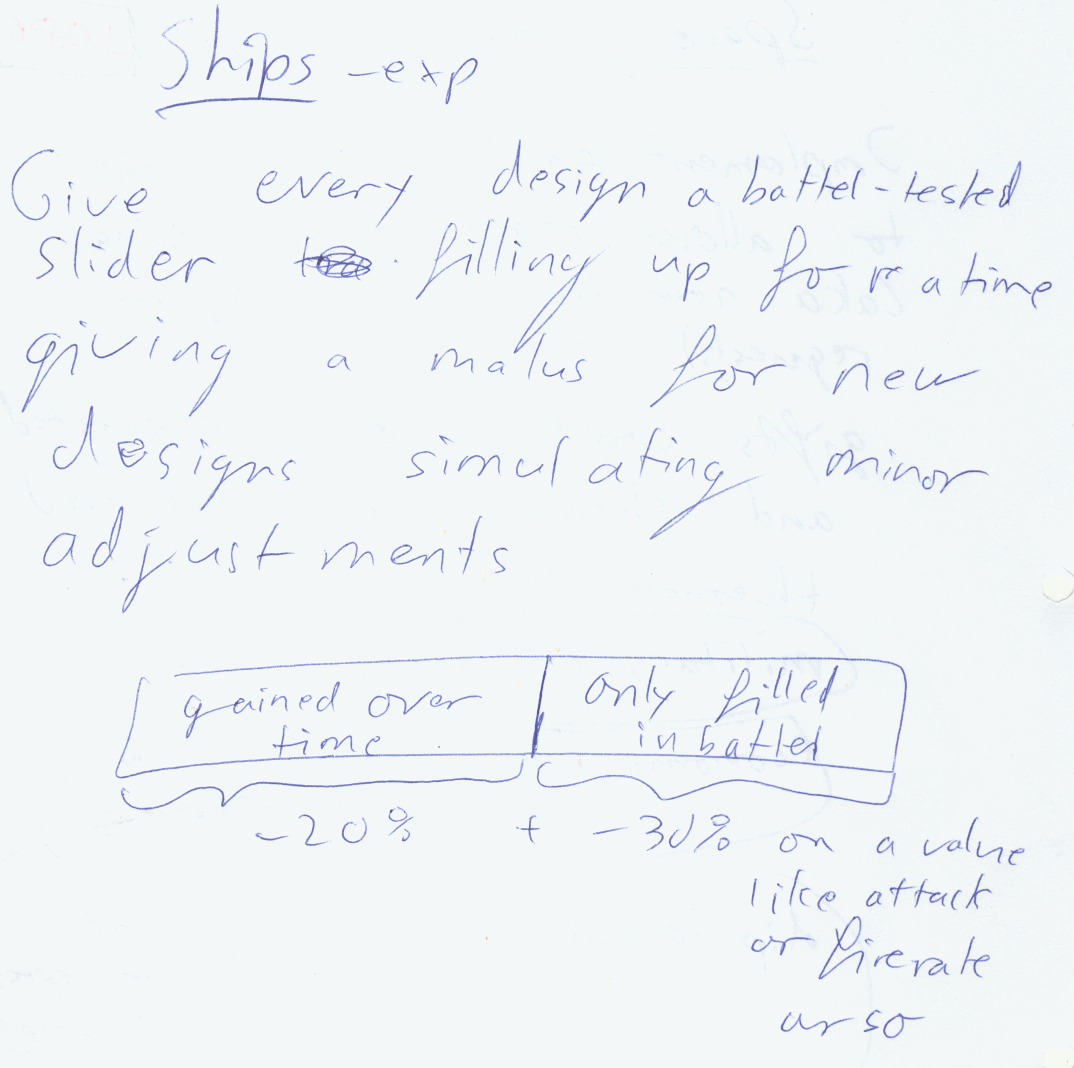 Ships - exp
Give every design a battel-tested
slider filling up for a time
giving a malus for new
designs simulating minor
adjustments
gained over
time
only filled
in battel
-20% + -30% on a value
like attack
or firerate
or so